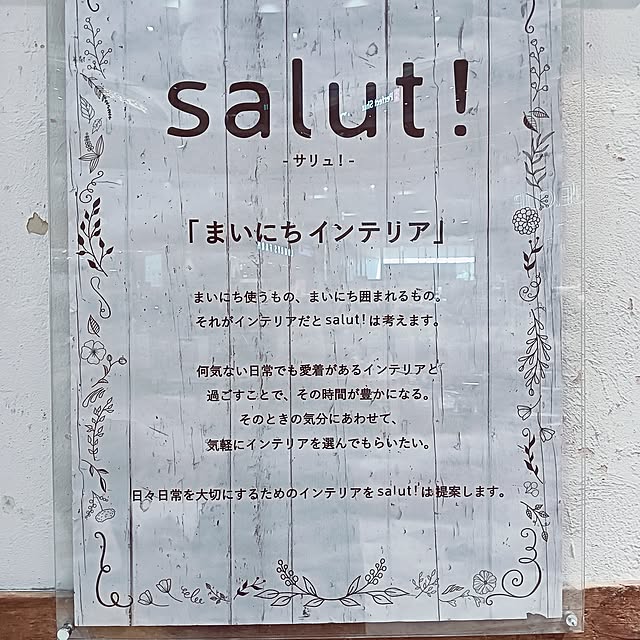 salut!
-サリュ!-
「まいにちインテリア」
まいにち使うもの、まいにち囲まれるもの。
それがインテリアだとsalut!は考えます。
何気ない日常でも愛着があるインテリアと
過ごすことで、その時間が豊かになる。
そのときの気分にあわせて、
気軽にインテリアを選んでもらいたい。
日々日常を大切にするためのインテリアをsalut!は提案します。